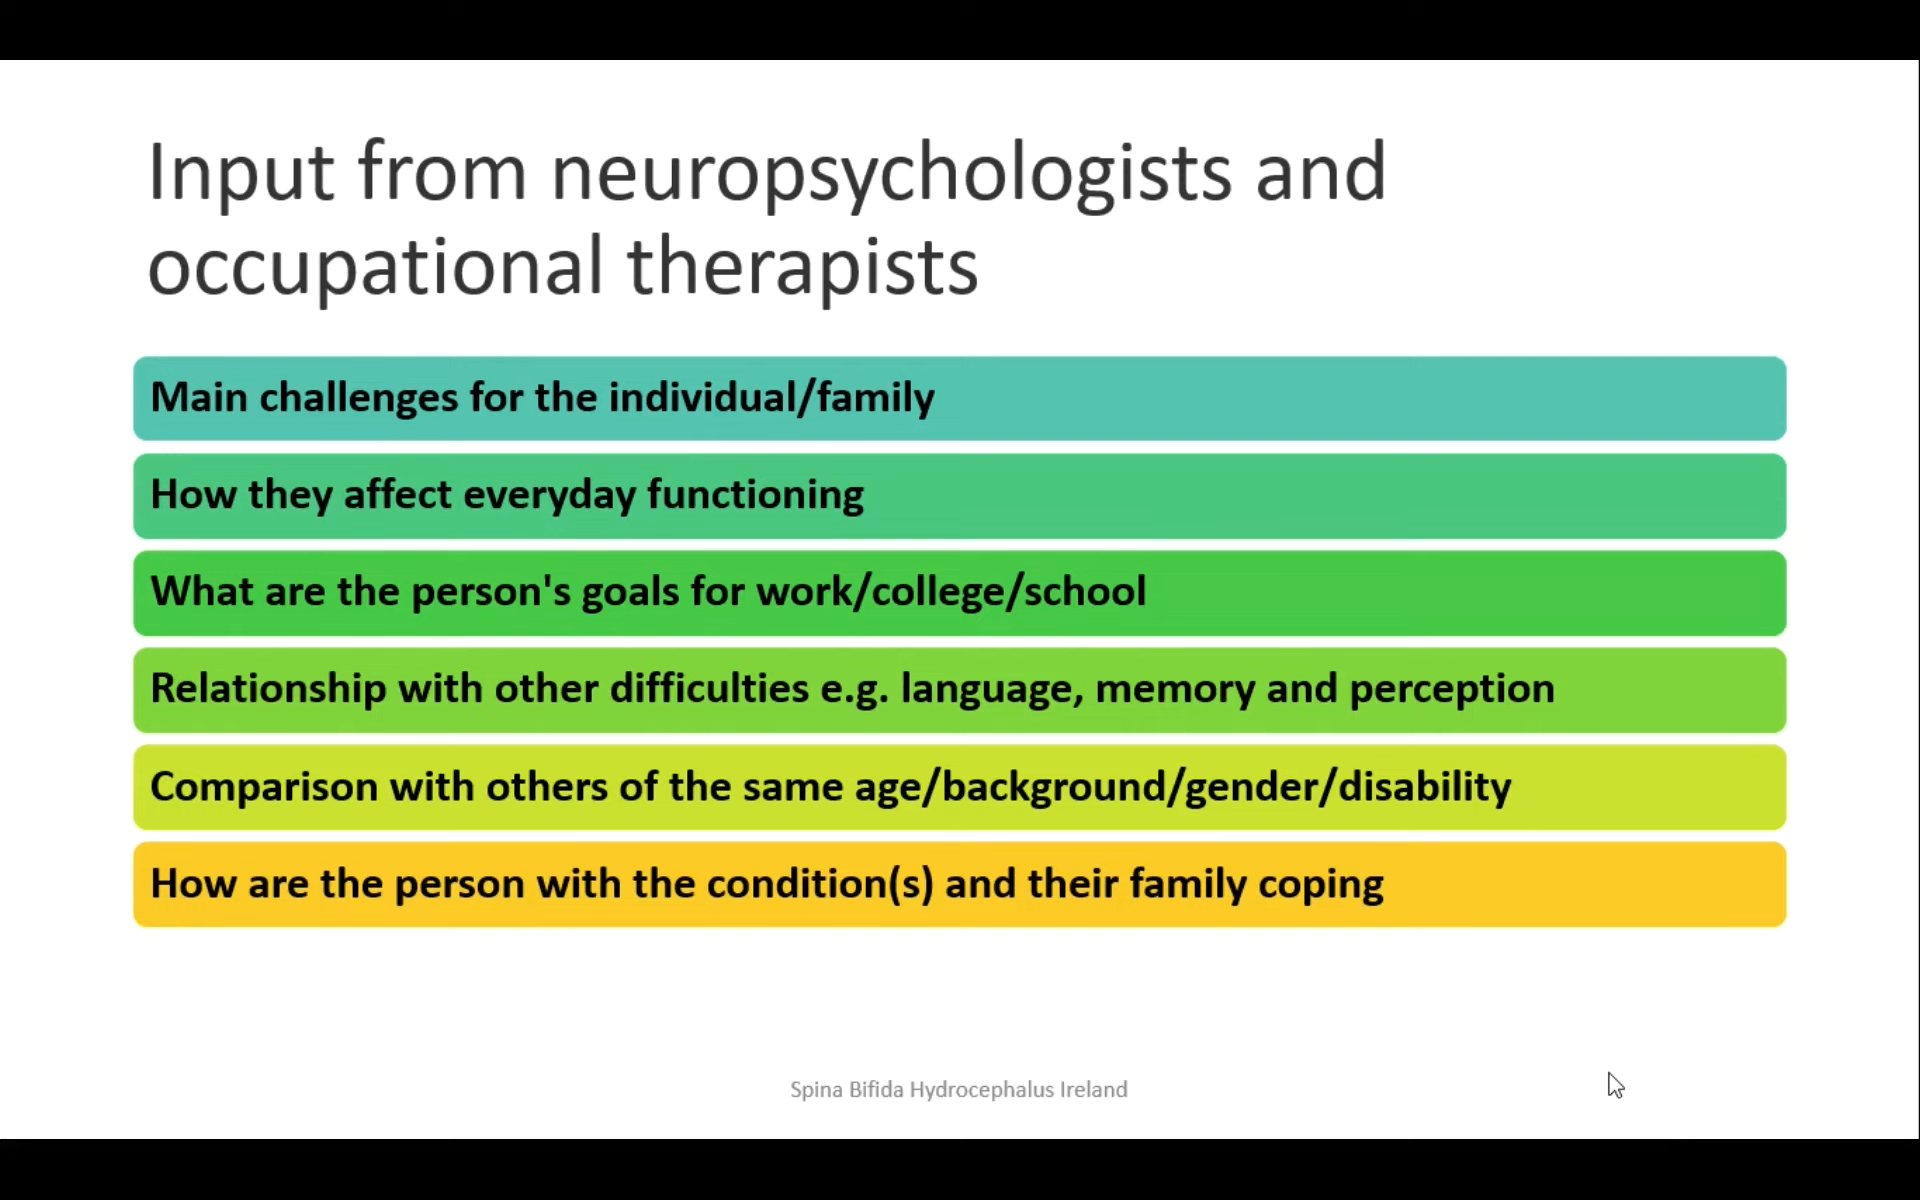 Input from neuropsychologists and
occupational therapists
Main challenges for the individual/family
How they affect everyday functioning
What are the person's goals for work/college/school
Relationship with other difficulties e.g. language, memory and perception
Comparison with others of the same age/background/gender/disability
How are the person with the condition(s) and their family coping
Spina Bifida Hydrocephalus Ireland